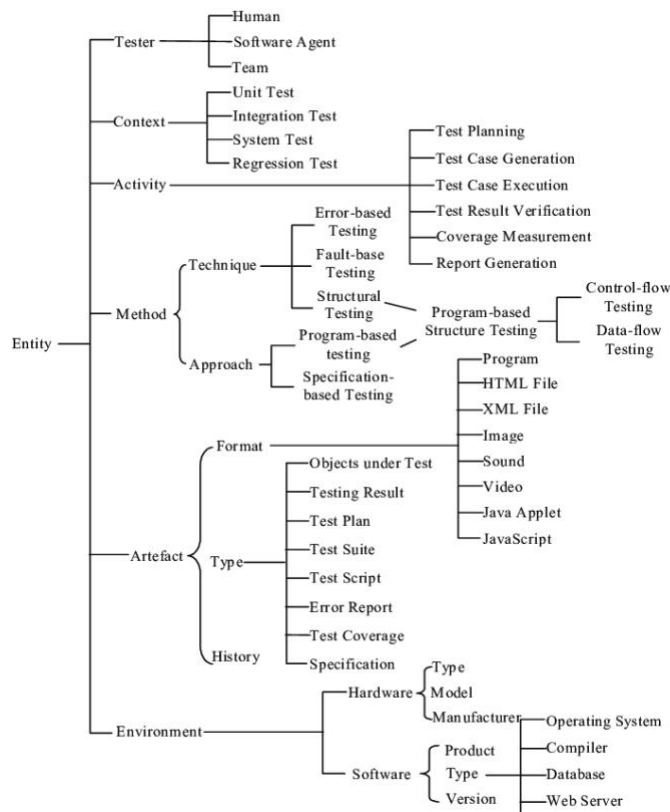 Entity
Tester
Human
Software Agent
Team
Context
Unit Test
Integration Test
System Test
Regression Test
Activity
Test Planning
Test Case Generation
Test Case Execution
Test Result Verification
Coverage Measurement
Report Generation
Method
Technique
Error-based
Testing
Fault-base
Testing
Structural
Testing
Approach
Program-based
testing
Specification-
based Testing
Program-based
Structure Testing
Control-flow
Testing
Data-flow
Testing
Artefact
Format
Program
HTML File
XML File
Image
Sound
Video
Java Applet
JavaScript
Type
Objects under Test
Testing Result
Test Plan
Test Suite
Test Script
Error Report
Test Coverage
Specification
History
Environment
Hardware
Type
Model
Manufacturer
Software
Product
Type
Version
Operating System
Compiler
Database
Web Server